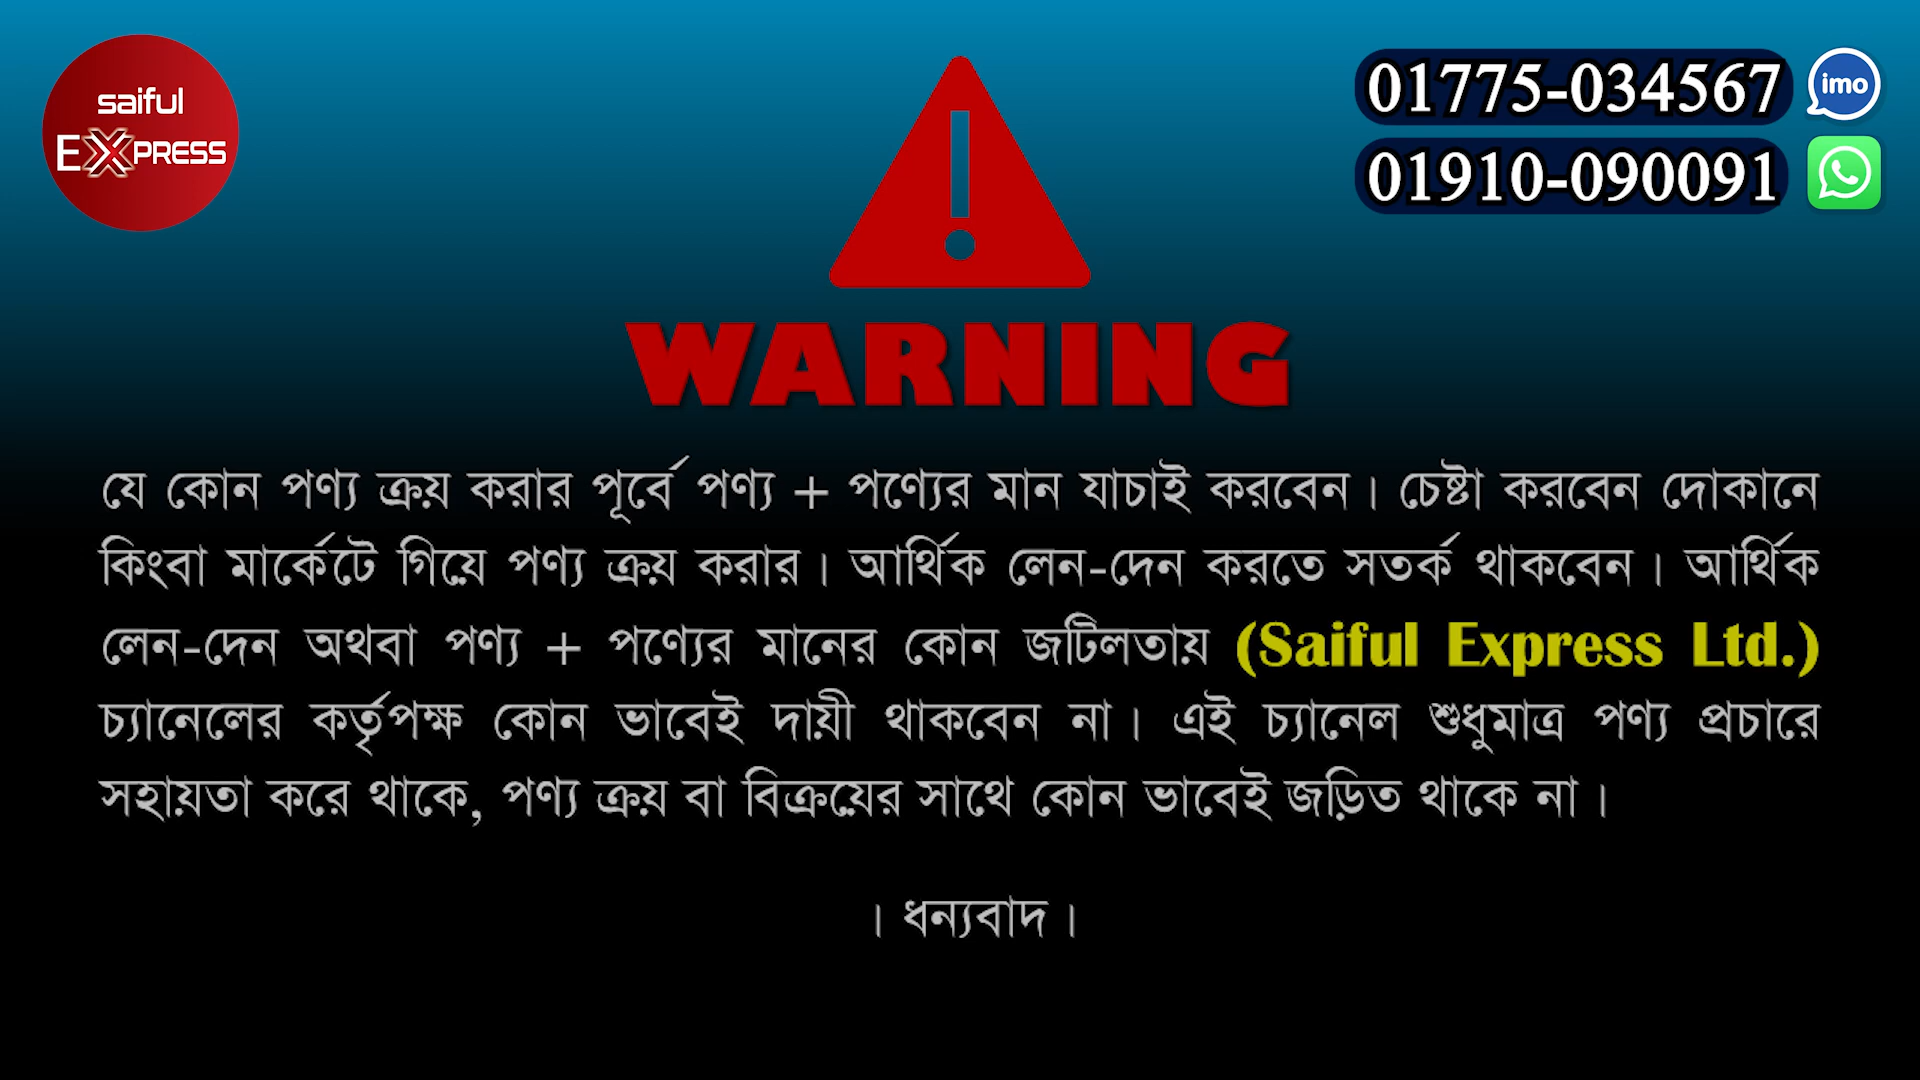 saiful
EXPRESS
01775-034567
imo
01910-090091
WARNING
যে কোন পণ্য ক্রয় করার পূর্বে পণ্য + পণ্যের মান যাচাই করবেন। চেষ্টা করবেন দোকানে
কিংবা মার্কেটে গিয়ে পণ্য ক্রয় করার। আর্থিক লেন-দেন করতে সতর্ক থাকবেন। আর্থিক
লেন-দেন অথবা পণ্য + পণ্যের মানের কোন জটিলতায় (Saiful Express Ltd.)
চ্যানেলের কর্তৃপক্ষ কোন ভাবেই দায়ী থাকবেন না। এই চ্যানেল শুধুমাত্র পণ্য প্রচারে
সহায়তা করে থাকে, পণ্য ক্রয় বা বিক্রয়ের সাথে কোন ভাবেই জড়িত থাকে না।
। ধন্যবাদ।